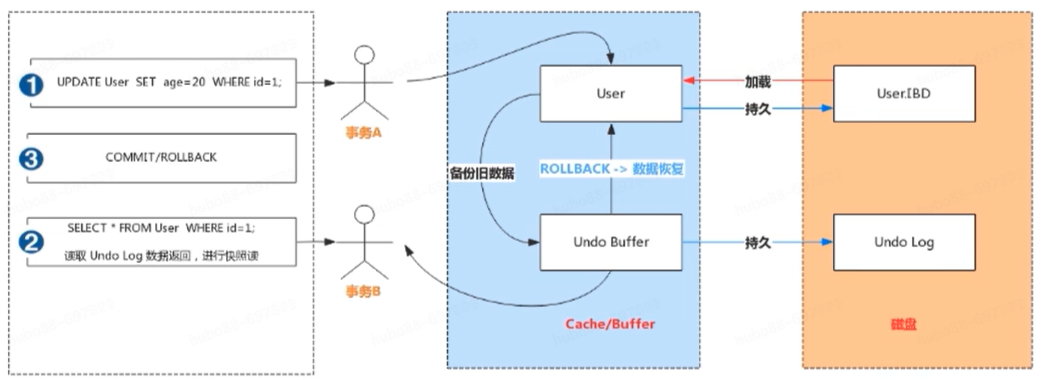 1 UPDATE User SET age=20 WHERE id=1;
事务A
3 COMMIT/ROLLBACK
2 SELECT * FROM User WHERE id=1;
读取 Undo Log 数据返回，进行快照读
事务B
User
备份旧数据
ROLLBACK -> 数据恢复
Undo Buffer
Cache/Buffer
加载
持久
持久
User.IBD
Undo Log
磁盘